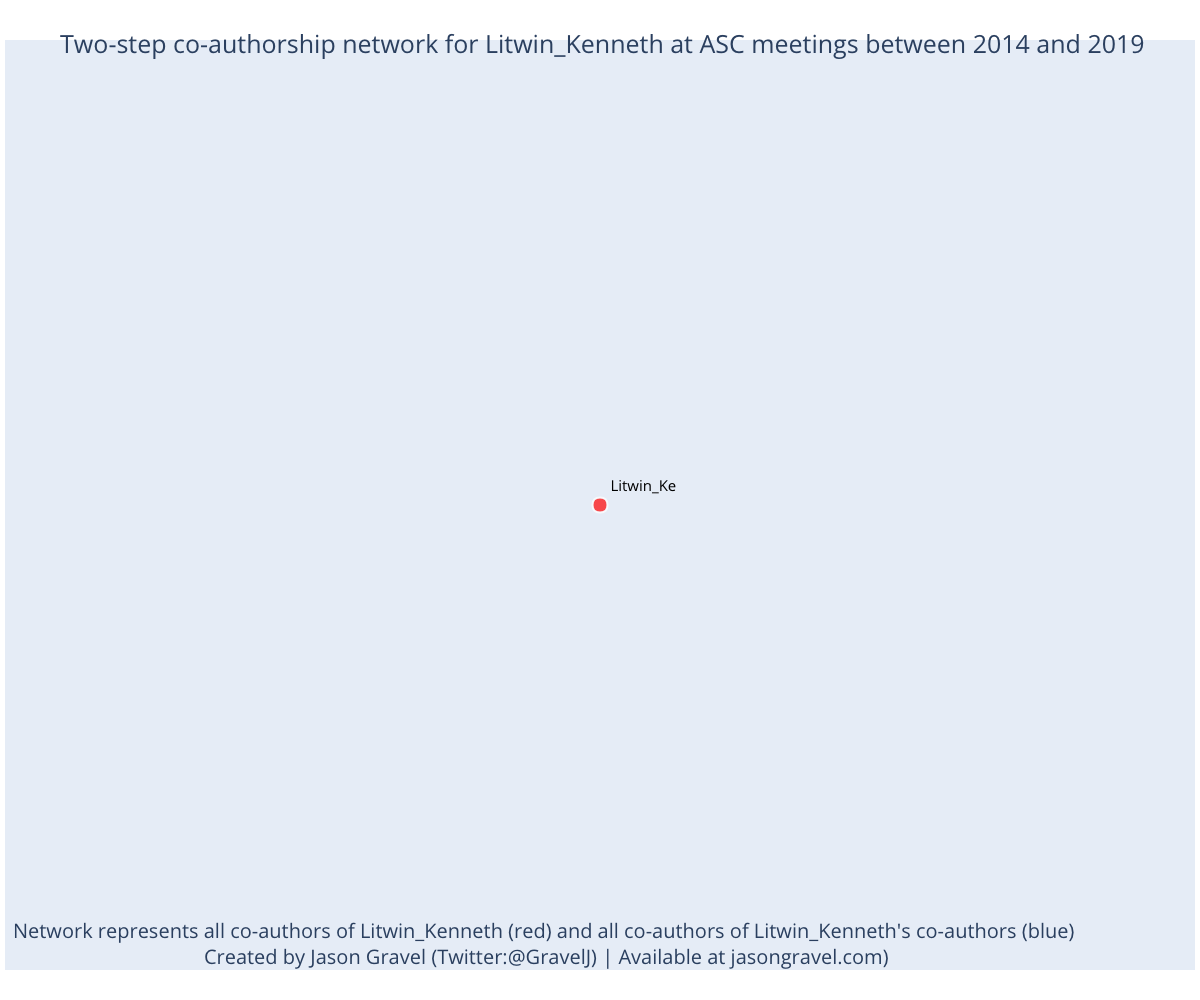 Two-step co-authorship network for Litwin_Kenneth at ASC meetings between 2014 and 2019
Litwin_Ke
Network represents all co-authors of Litwin_Kenneth (red) and all co-authors of Litwin_Kenneth's co-authors (blue)
Created by Jason Gravel (Twitter:@GravelJ) | Available at jasongravel.com)